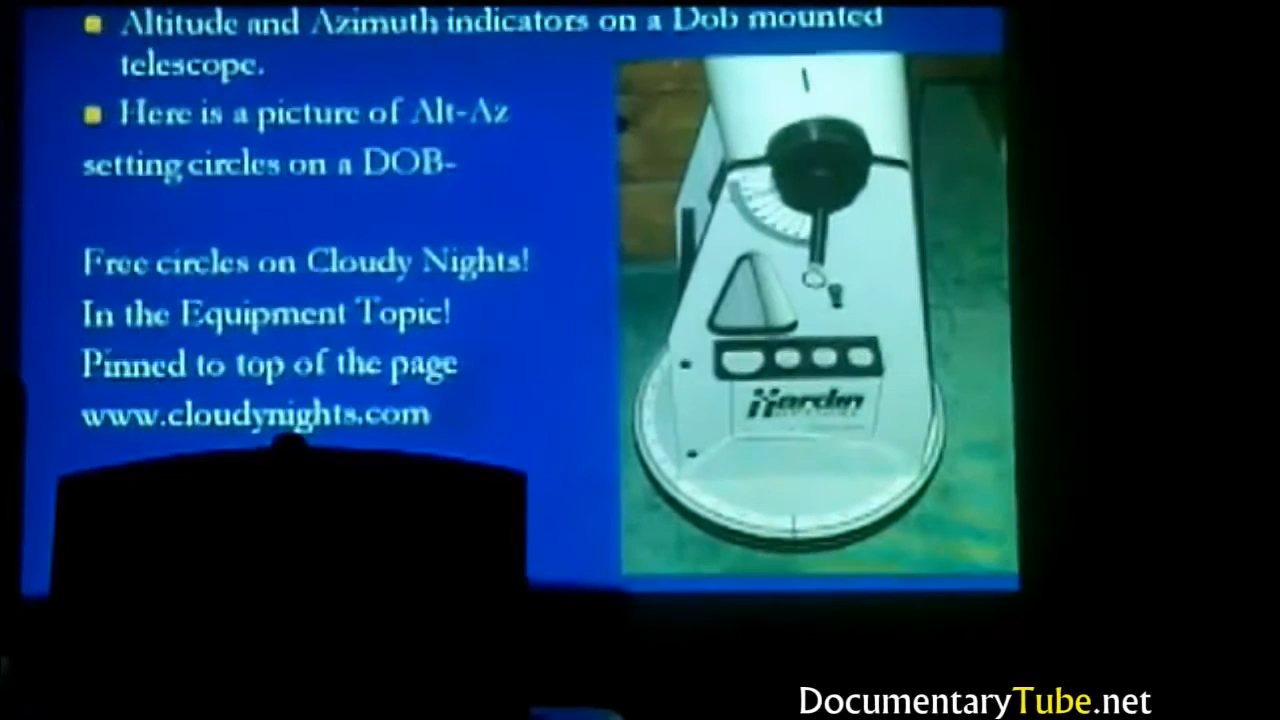 Altitude and Azimuth indicators on a Dob mounted
telescope.
Here is a picture of Alt-Az
setting circles on a DOB-
Free circles on Cloudy Nights!
In the Equipment Topic!
Pinned to top of the page
www.cloudynights.com
Hardin
DocumentaryTube.net